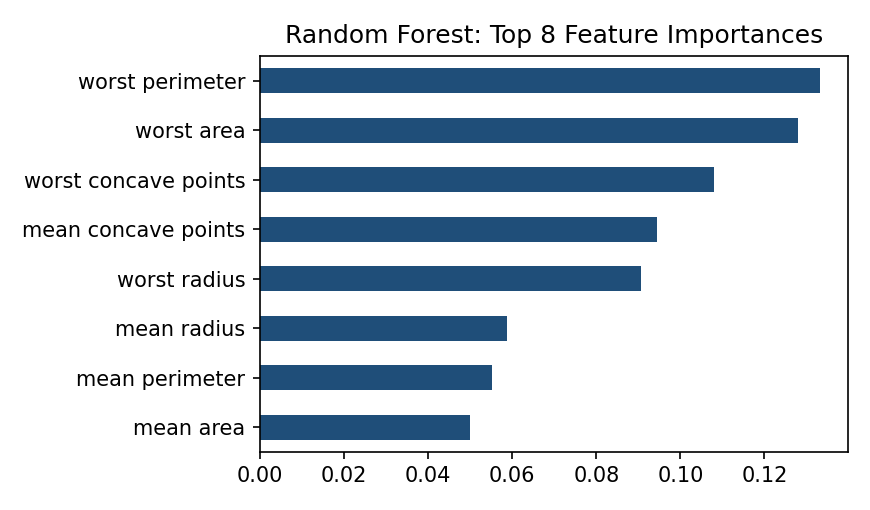 Random Forest: Top 8 Feature Importances
worst perimeter
worst area
worst concave points
mean concave points
worst radius
mean radius
mean perimeter
mean area
0.00 0.02 0.04 0.06 0.08 0.10 0.12